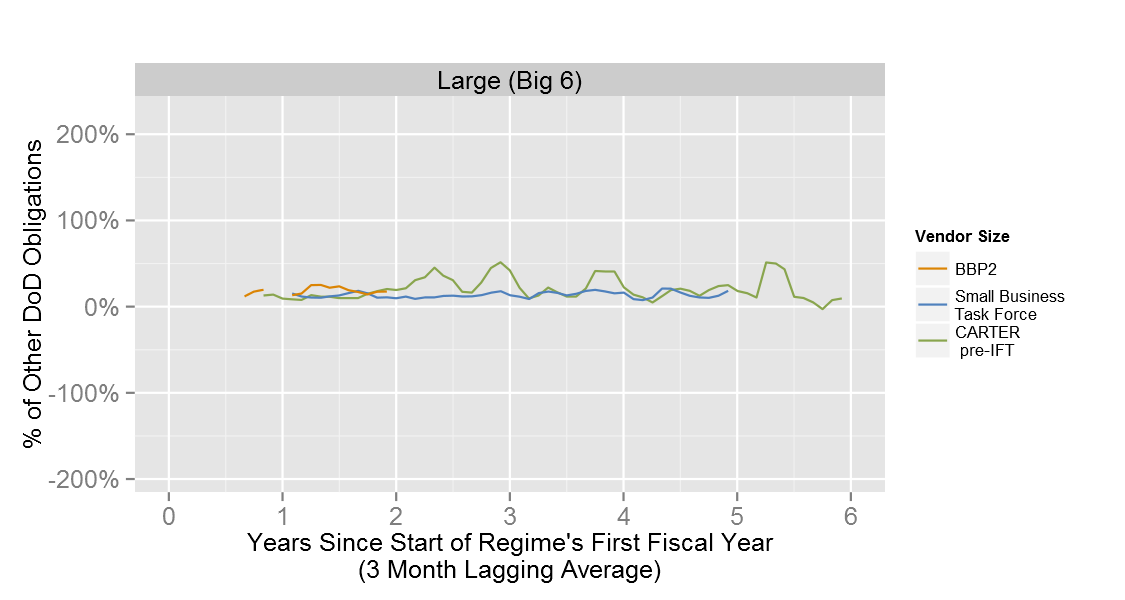 Large (Big 6)
% of Other DoD Obligations
200%
100%
0%
-100%
-200%
0 1 2 3 4 5 6
Years Since Start of Regime's First Fiscal Year
(3 Month Lagging Average)
Vendor Size
BBP2
Small Business
Task Force
CARTER
pre-IFT